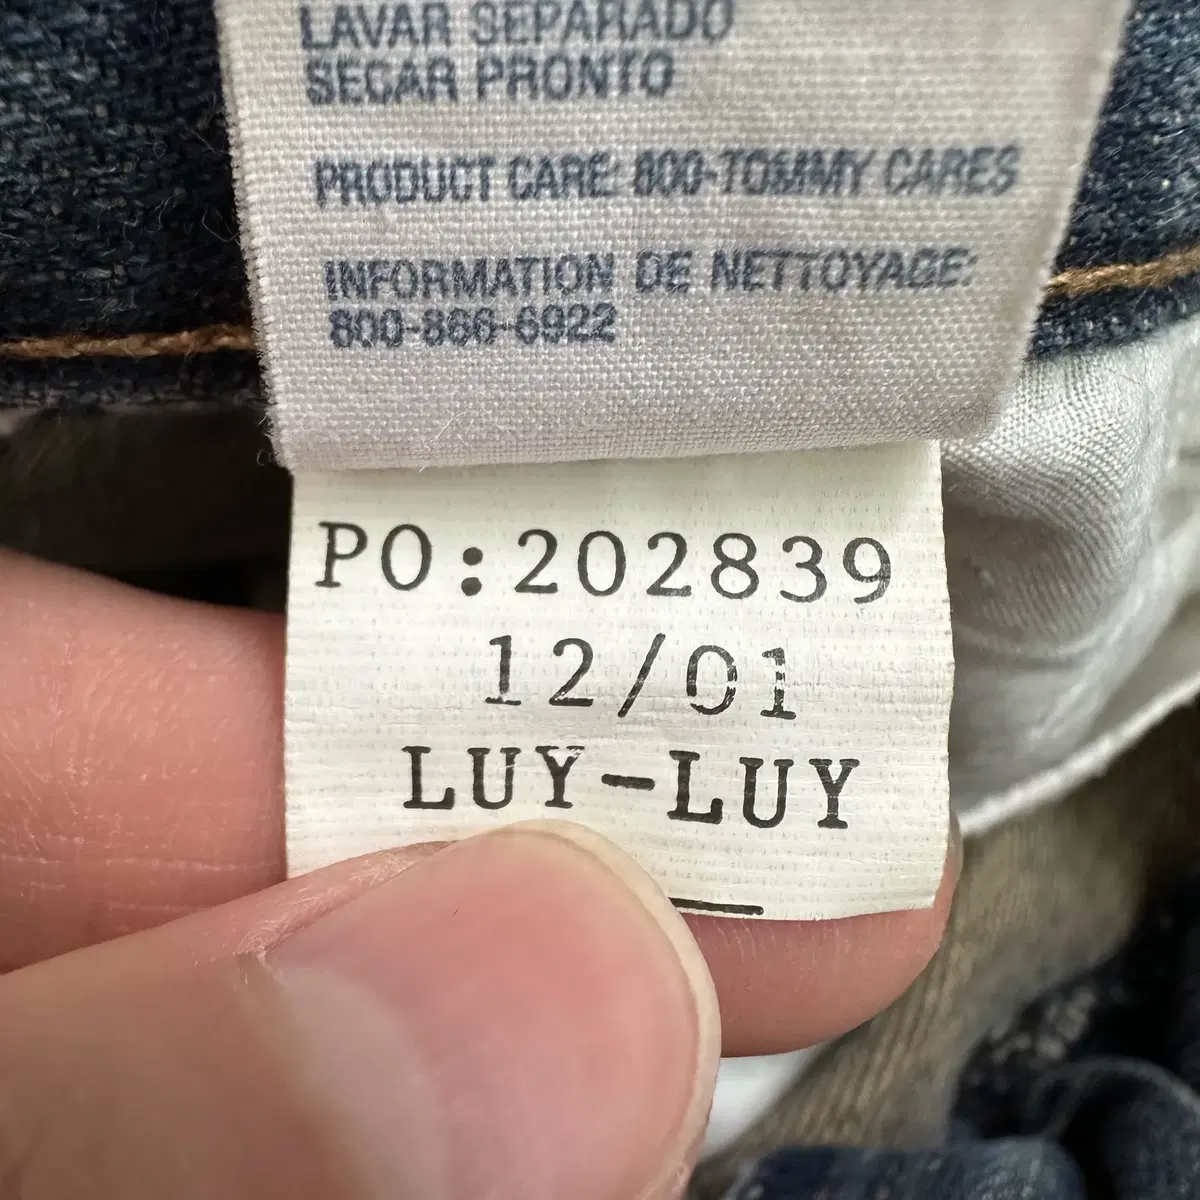 LAVAR SEPARADO
SECAR PRONTO
PRODUCT CARE: 800-TOMMY CARES
INFORMATION DE NETTOYAGE:
800-866-6922
PO:202839
12/01
LUY-LUY